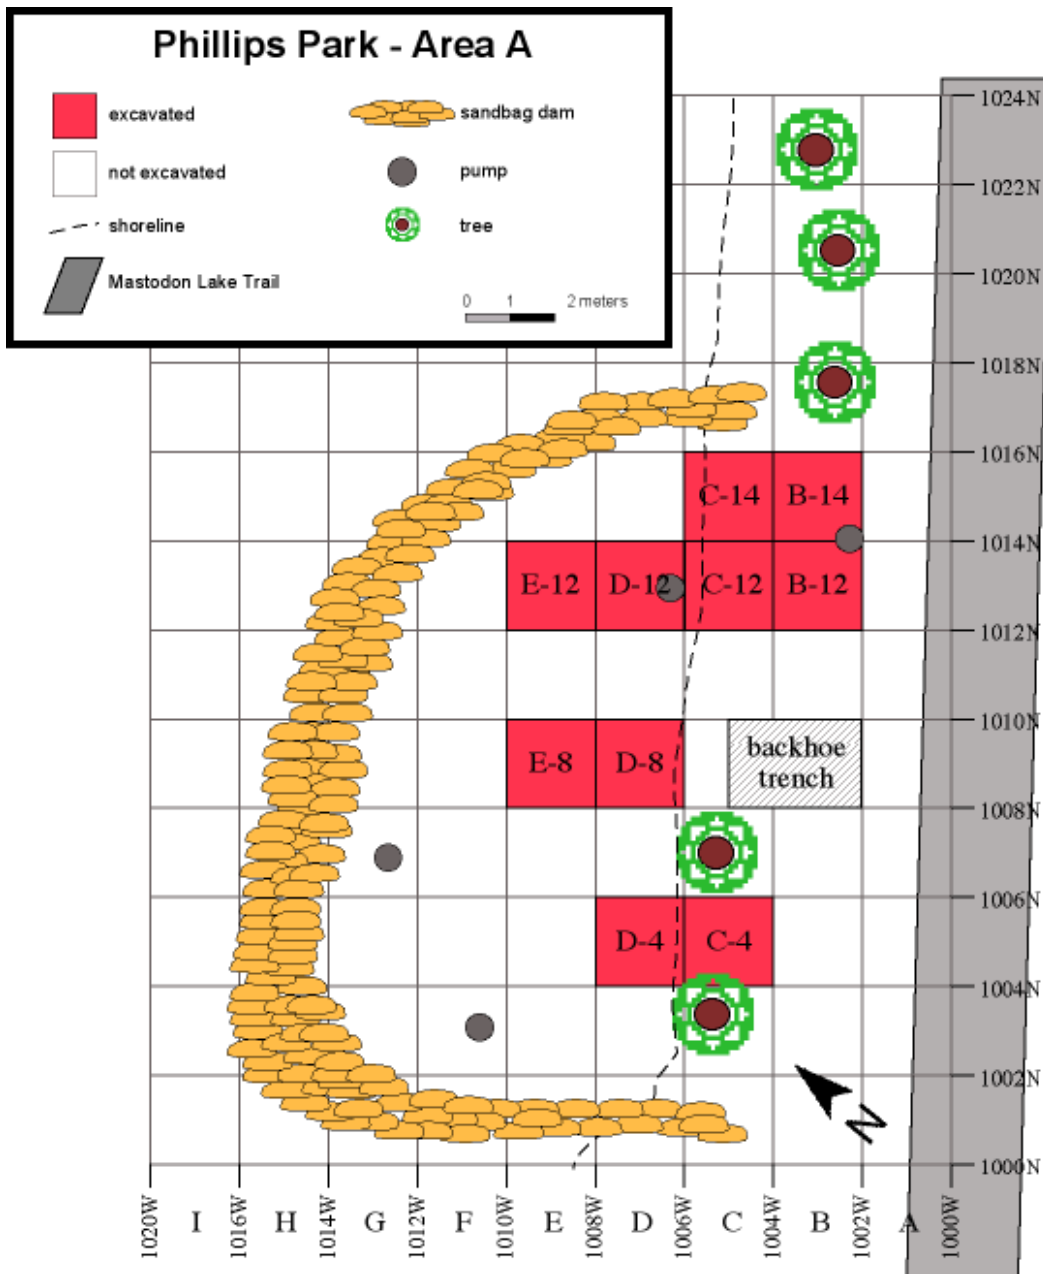 Phillips Park - Area A
excavated
sandbag dam
not excavated
pump
shoreline
tree
Mastodon Lake Trail
0 1 2 meters
1024N
1022N
1020N
1018N
1016N
C-14 B-14
1014N
E-12 D-12 C-12 B-12
1012N
1010N
E-8 D-8 backhoe
trench
1008N
1006N
D-4 C-4
1004N
1002N
N
1000N
1020W I 1016W H 1014W G 1012W F 1010W E 1008W D 1006W C 1004W B 1002W A 1000W